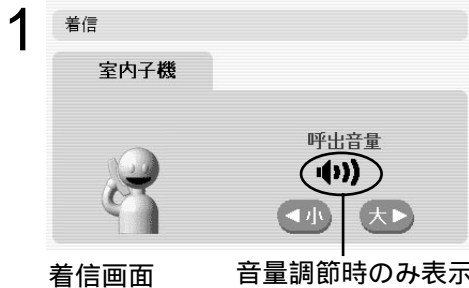 1
着信
室内子機
呼出音量
◀小 大▶
着信画面 音量調節時のみ表示